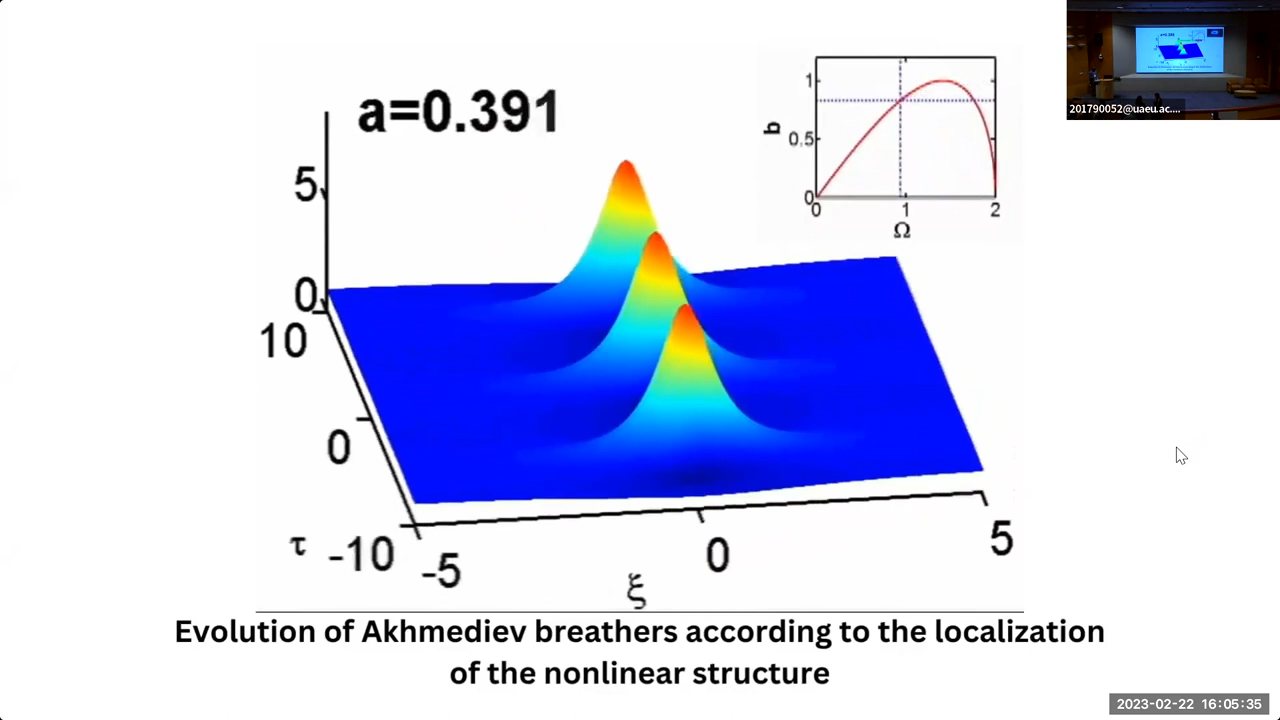 a=0.391
5
0
10
0
-10
τ
-5
0
5
ξ
1
0.5
0
b
0
1
2
Ω
201790052@uaeu.ac....
Evolution of Akhmediev breathers according to the localization
of the nonlinear structure
2023-02-22 16:05:35